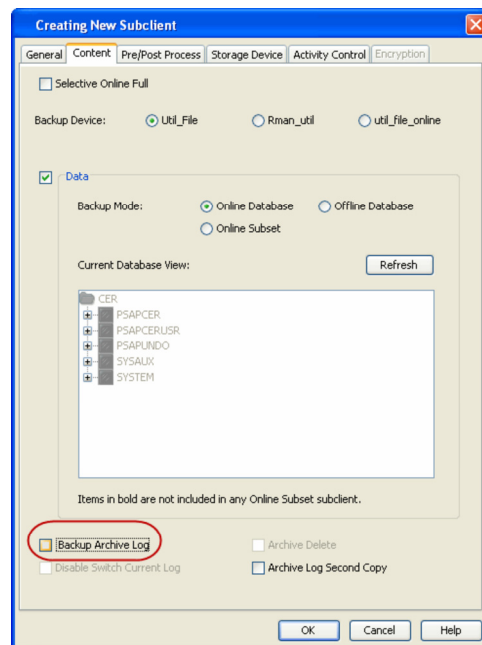 Creating New Subclient
General Content Pre/Post Process Storage Device Activity Control Encryption
Selective Online Full
Backup Device: Util_File Rman_util util_file_online
Data
Backup Mode: Online Database Offline Database
Online Subset
Current Database View: Refresh
CER
PSAPCER
PSAPCERUSR
PSAPUNDO
SYSAUX
SYSTEM
Items in bold are not included in any Online Subset subclient.
Backup Archive Log Archive Delete
Disable Switch Current Log Archive Log Second Copy
OK Cancel Help